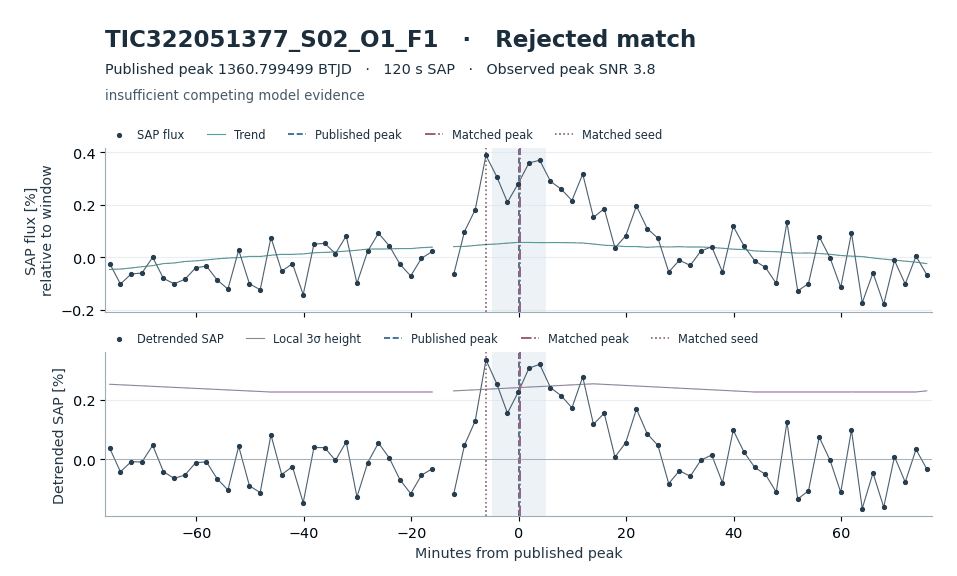 TIC322051377_S02_O1_F1 · Rejected match
Published peak 1360.799499 BTJD · 120 s SAP · Observed peak SNR 3.8
insufficient competing model evidence
SAP flux Trend Published peak Matched peak Matched seed
SAP flux [%]
relative to window
0.4
0.2
0.0
−0.2
Detrended SAP Local 3σ height Published peak Matched peak Matched seed
Detrended SAP [%]
0.2
0.0
−60 −40 −20 0 20 40 60
Minutes from published peak